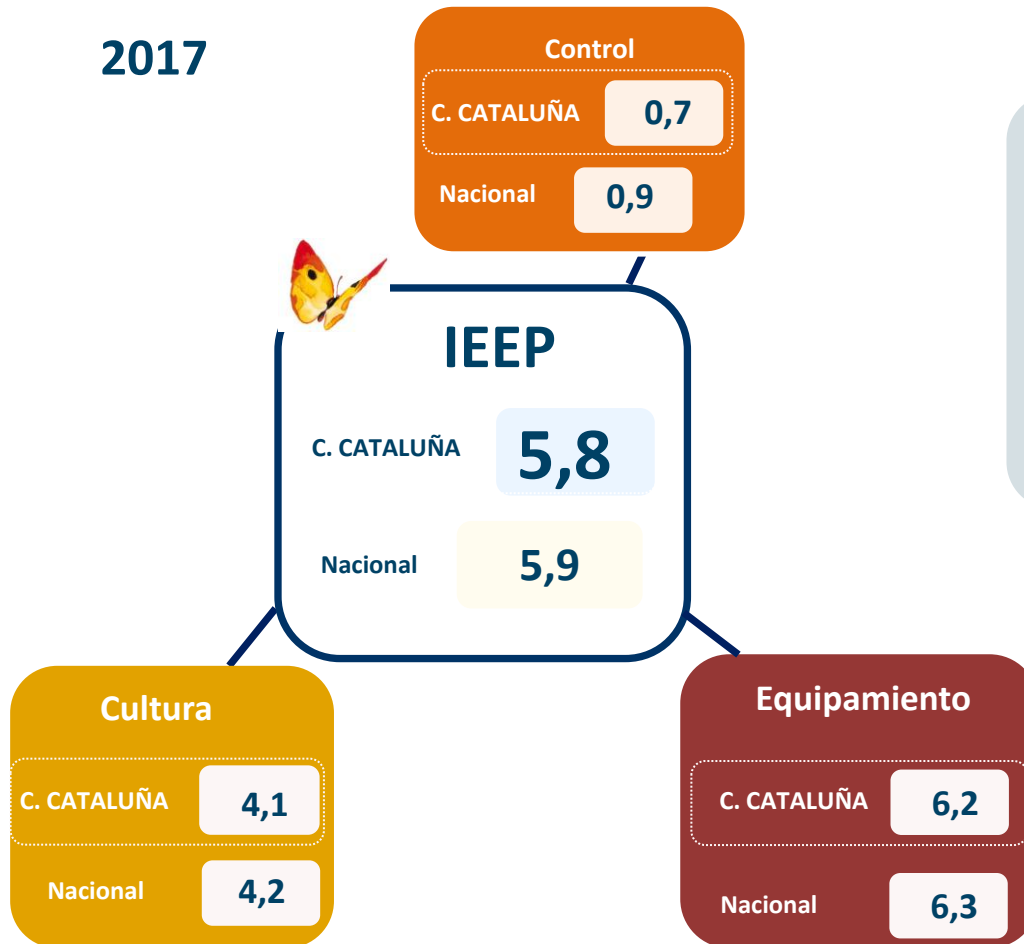 2017
Control
C. CATALUÑA 0,7
Nacional 0,9
IEEP
C. CATALUÑA 5,8
Nacional 5,9
Cultura
C. CATALUÑA 4,1
Nacional 4,2
Equipamiento
C. CATALUÑA 6,2
Nacional 6,3